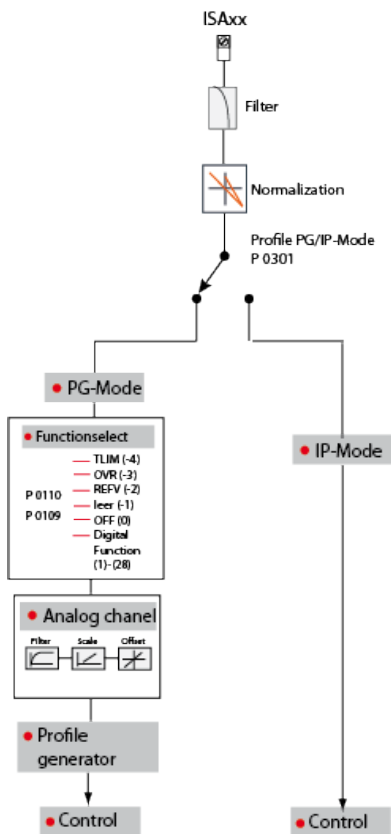 ISAxx
Filter
Normalization
Profile PG/IP-Mode
P 0301
PG-Mode
Functionselect
TLIM (-4)
OVR (-3)
P 0110
REFV (-2)
leer (-1)
P 0109
OFF (0)
Digital
Function
(1)-(28)
IP-Mode
Analog chanel
Filter Scale Offset
Profile
generator
Control
Control